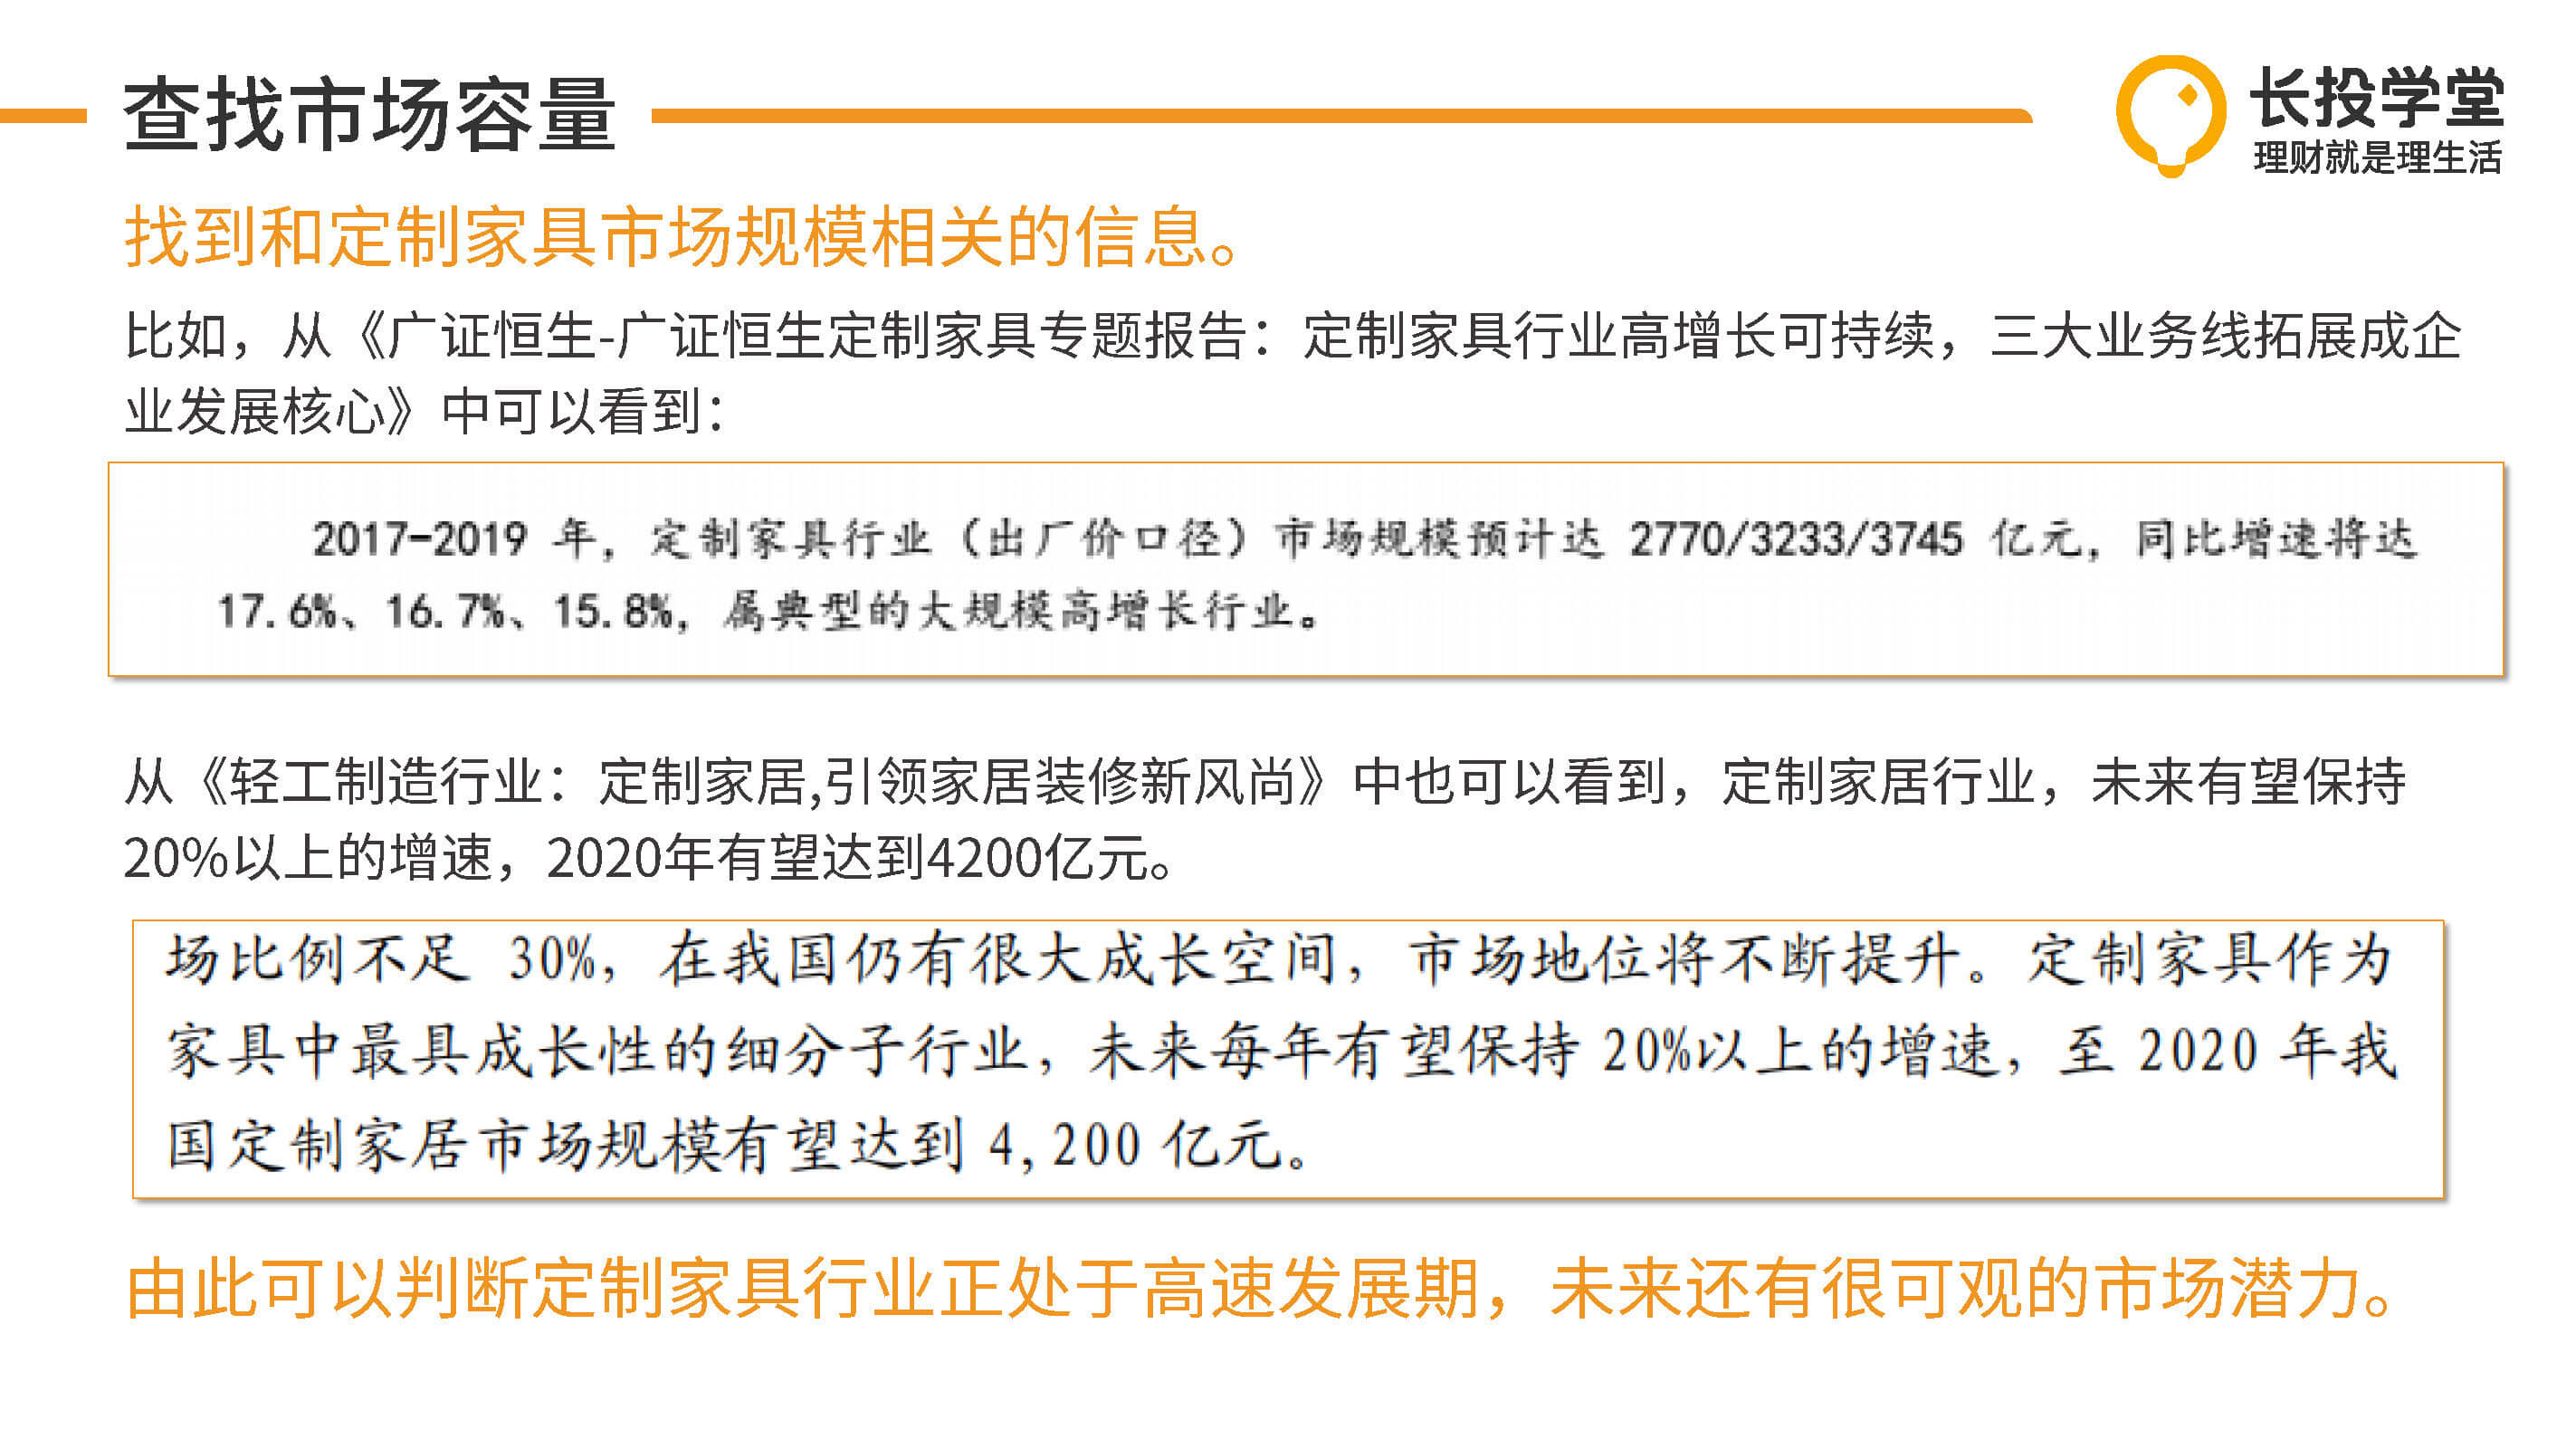 查找市场容量
长投学堂
理财就是理生活
找到和定制家具市场规模相关的信息。
比如，从《广证恒生-广证恒生定制家具专题报告：定制家具行业高增长可持续，三大业务线拓展成企
业发展核心》中可以看到：
2017-2019 年，定制家具行业（出厂价口径）市场规模预计达 2770/3233/3745 亿元，同比增速将达
17.6%、16.7%、15.8%，属典型的大规模高增长行业。
从《轻工制造行业：定制家居,引领家居装修新风尚》中也可以看到，定制家居行业，未来有望保持
20%以上的增速，2020年有望达到4200亿元。
场比例不足 30%，在我国仍有很大成长空间，市场地位将不断提升。定制家具作为
家具中最具成长性的细分子行业，未来每年有望保持 20%以上的增速，至 2020 年我
国定制家居市场规模有望达到 4,200 亿元。
由此可以判断定制家具行业正处于高速发展期，未来还有很可观的市场潜力。